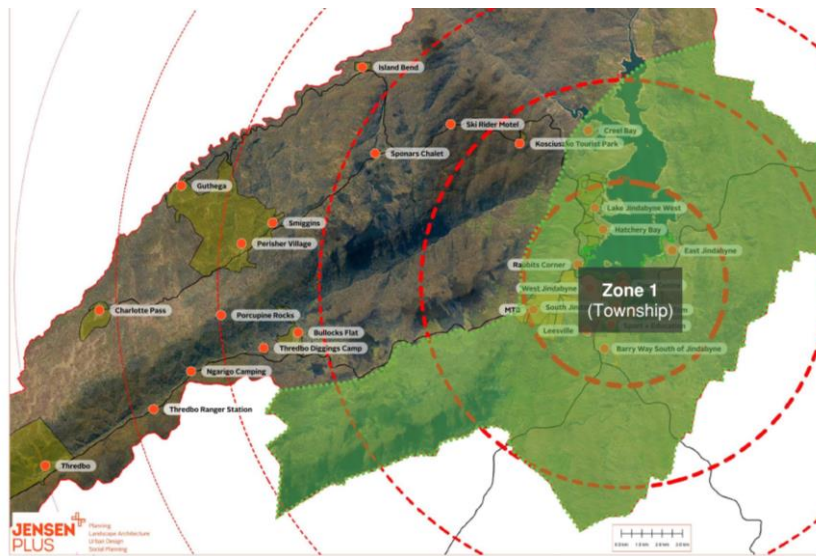 Island Bend
Ski Rider Motel
Creel Bay
Kosciuszko Tourist Park
Sponars Chalet
Guthega
Lake Jindabyne West
Smiggins
Hatchery Bay
Perisher Village
East Jindabyne
Rabbits Corner
West Jindabyne
Zone 1
(Township)
Charlotte Pass
South Jind
Porcupine Rocks
Bullocks Flat
Leesville
Thredbo Diggings Camp
Barry Way South of Jindabyne
Ngarigo Camping
Thredbo Ranger Station
Thredbo
JENSEN
PLUS
Planning
Landscape Architecture
Urban Design
Social Planning